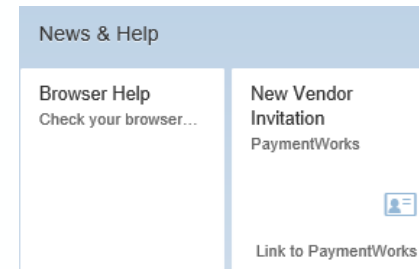 News & Help
Browser Help
Check your browser...
New Vendor
Invitation
PaymentWorks
Link to PaymentWorks